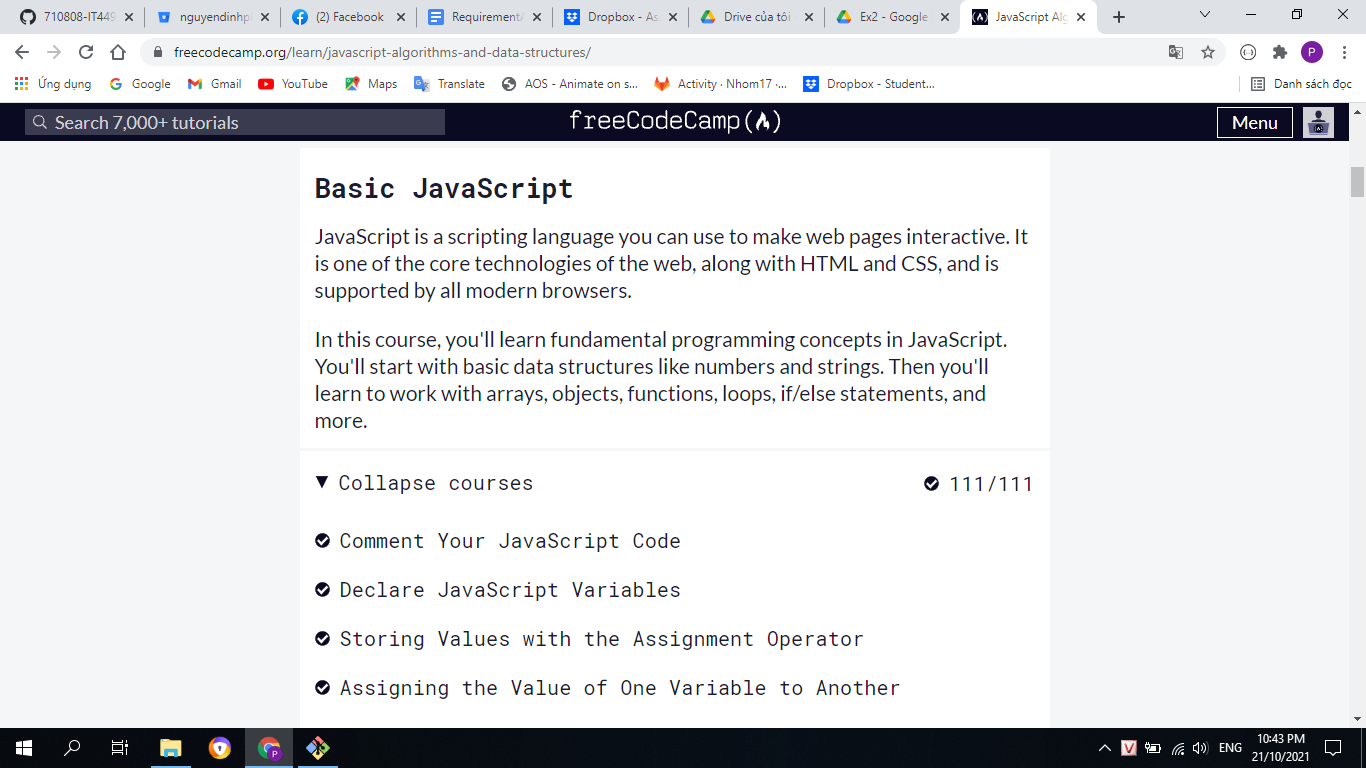 710808-IT449
nguyendinhp
(2) Facebook
Requirement
Dropbox - As
Drive của tôi
Ex2 - Google
JavaScript Alg
freecodecamp.org/learn/javascript-algorithms-and-data-structures/
P
Ứng dụng
Google
Gmail
YouTube
Maps
Translate
AOS - Animate on s...
Activity · Nhom17 ·...
Dropbox - Student...
Danh sách đọc
Search 7,000+ tutorials
freeCodeCamp
Menu
Basic JavaScript
JavaScript is a scripting language you can use to make web pages interactive. It
is one of the core technologies of the web, along with HTML and CSS, and is
supported by all modern browsers.
In this course, you'll learn fundamental programming concepts in JavaScript.
You'll start with basic data structures like numbers and strings. Then you'll
learn to work with arrays, objects, functions, loops, if/else statements, and
more.
Collapse courses
111/111
Comment Your JavaScript Code
Declare JavaScript Variables
Storing Values with the Assignment Operator
Assigning the Value of One Variable to Another
P
V
ENG
10:43 PM
21/10/2021